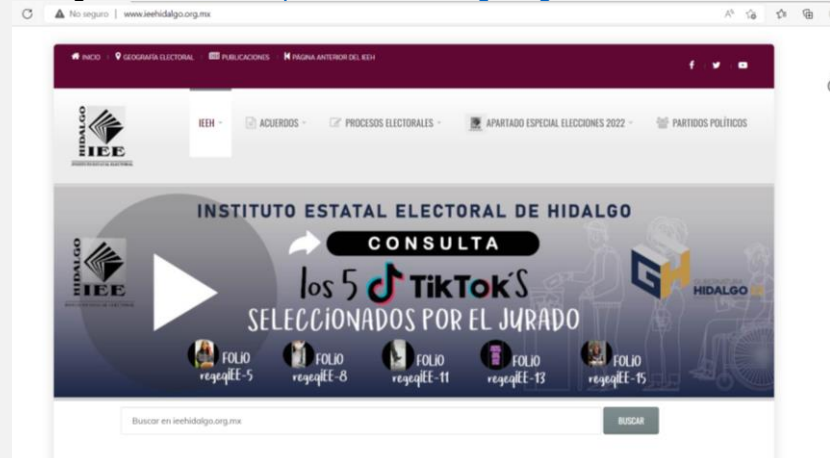 No seguro | www.ieehidalgo.org.mx
INICIO GEOGRAFÍA ELECTORAL PUBLICACIONES PÁGINA ANTERIOR DEL IEEH
HIDALGO
IEE
IEEH ACUERDOS PROCESOS ELECTORALES APARTADO ESPECIAL ELECCIONES 2022 PARTIDOS POLÍTICOS
INSTITUTO ESTATAL ELECTORAL DE HIDALGO
CONSULTA
los 5 TikTok´S
SELECCIONADOS POR EL JURADO
HIDALGO
IEE
GH
HIDALGO
FOLIO
regeqIEE-5
FOLIO
regeqIEE-8
FOLIO
regeqIEE-11
FOLIO
regeqIEE-13
FOLIO
regeqIEE-15
Buscar en ieehidalgo.org.mx
BUSCAR